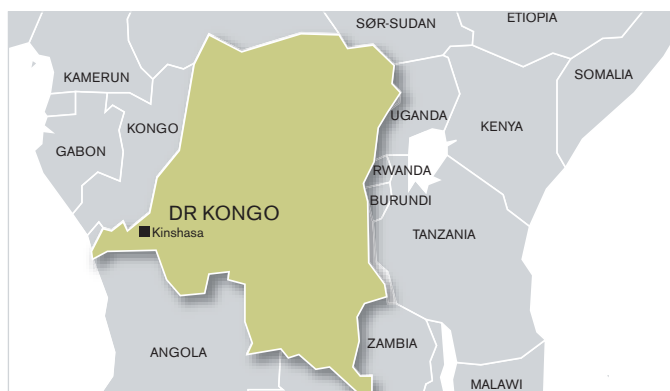 SØR-SUDAN
ETIOPIA
KAMERUN
SOMALIA
UGANDA
KENYA
KONGO
GABON
RWANDA
BURUNDI
DR KONGO
Kinshasa
TANZANIA
ANGOLA
ZAMBIA
MALAWI